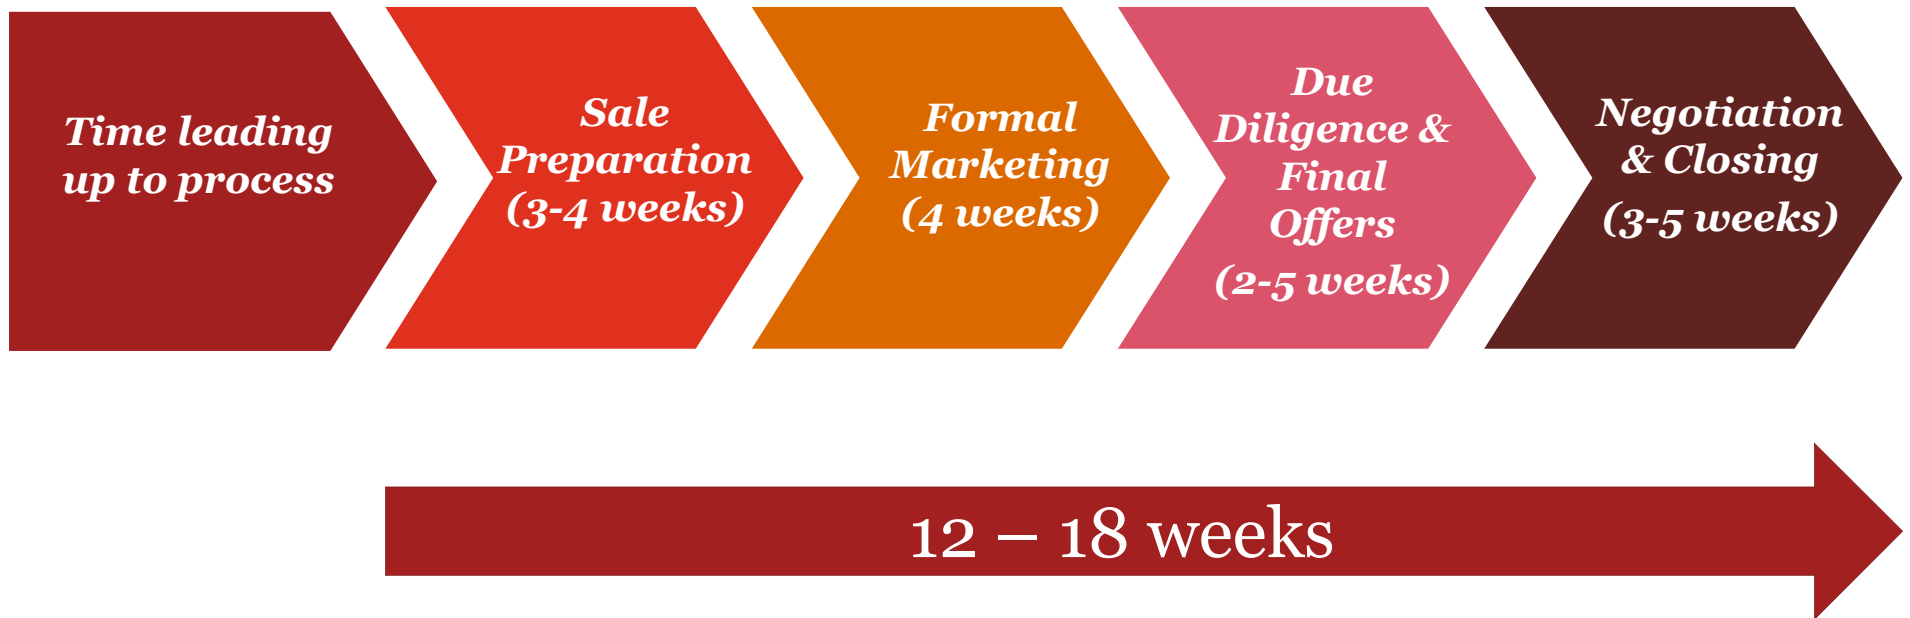 Time leading
up to process
Sale
Preparation
(3-4 weeks)
Formal
Marketing
(4 weeks)
Due
Diligence &
Final
Offers
(2-5 weeks)
Negotiation
& Closing
(3-5 weeks)
12 – 18 weeks